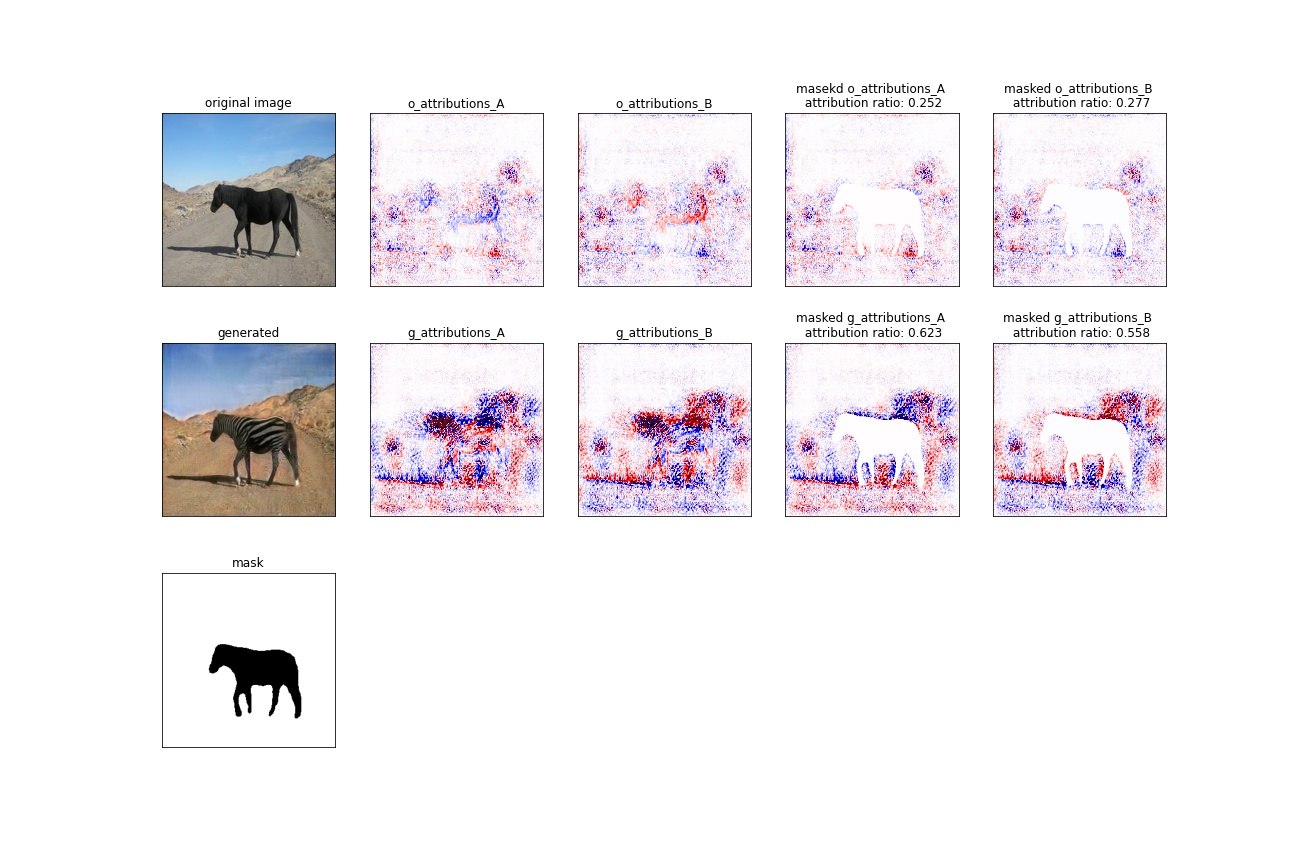 original image
o_attributions_A
o_attributions_B
masekd o_attributions_A
attribution ratio: 0.252
masked o_attributions_B
attribution ratio: 0.277
generated
g_attributions_A
g_attributions_B
masked g_attributions_A
attribution ratio: 0.623
masked g_attributions_B
attribution ratio: 0.558
mask